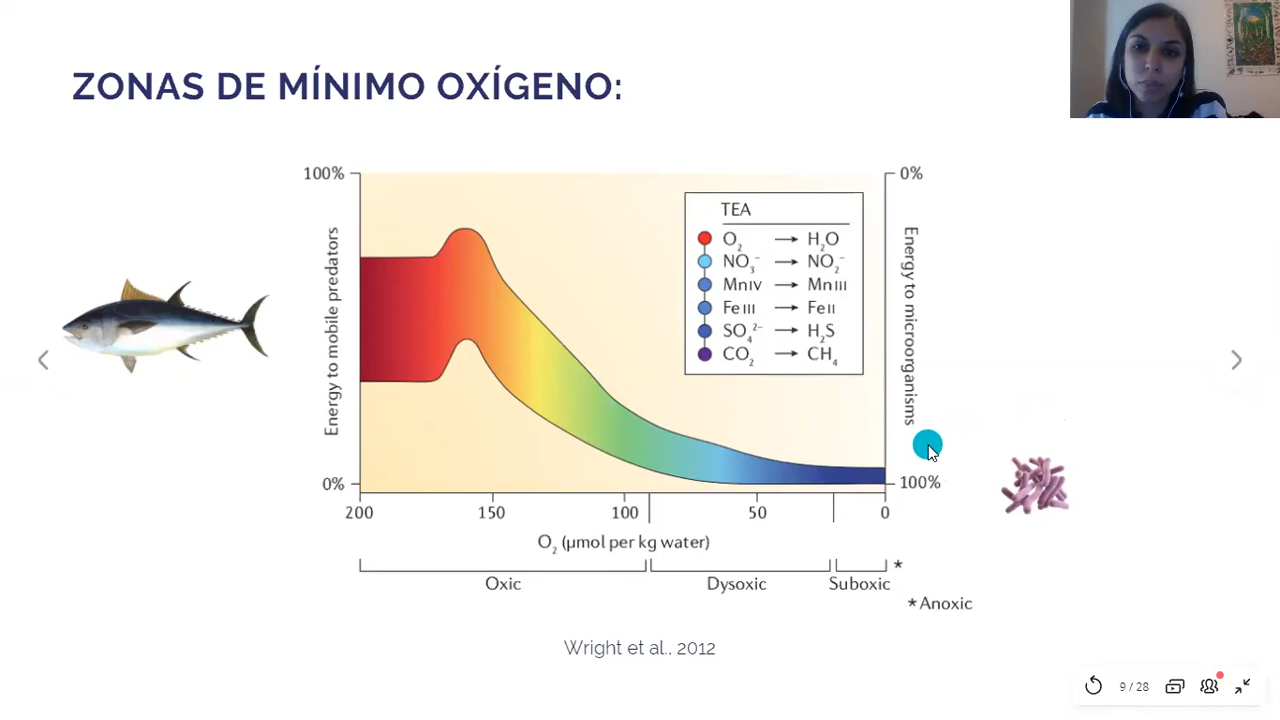 ZONAS DE MÍNIMO OXÍGENO:
100%
0%
Energy to mobile predators
Energy to microorganisms
TEA
O₂ → H₂O
NO₃⁻ → NO₂⁻
MnIV → MnIII
FeIII → FeII
SO₄²⁻ → H₂S
CO₂ → CH₄
0%
100%
200 150 100 50 0
O₂ (µmol per kg water)
Oxic Dysoxic Suboxic *
*Anoxic
Wright et al., 2012
9 / 28